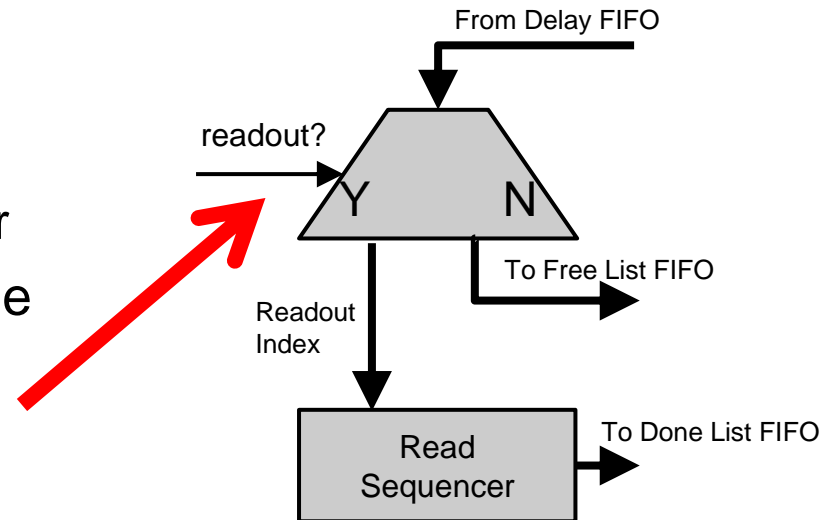 From Delay FIFO
readout?
Y
N
r
e
To Free List FIFO
Readout
Index
Read
Sequencer
To Done List FIFO